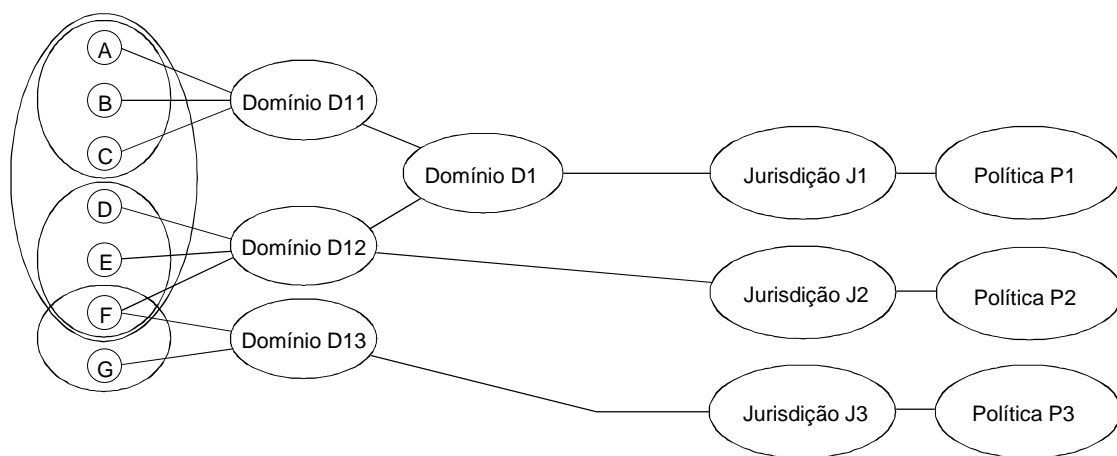 A
B
C
D
E
F
G
Domínio D11
Domínio D12
Domínio D13
Domínio D1
Jurisdição J1
Política P1
Jurisdição J2
Política P2
Jurisdição J3
Política P3